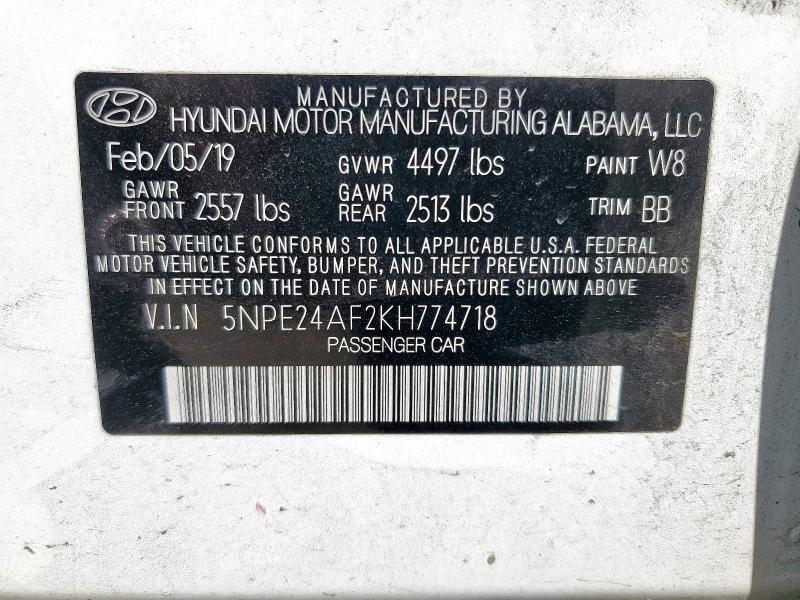 MANUFACTURED BY
HYUNDAI MOTOR MANUFACTURING ALABAMA, LLC
Feb/05/19 GVWR 4497 lbs PAINT W8
GAWR FRONT 2557 lbs GAWR REAR 2513 lbs TRIM BB
THIS VEHICLE CONFORMS TO ALL APPLICABLE U.S.A. FEDERAL
MOTOR VEHICLE SAFETY, BUMPER, AND THEFT PREVENTION STANDARDS
IN EFFECT ON THE DATE OF MANUFACTURE SHOWN ABOVE.
V.I.N 5NPE24AF2KH774718
PASSENGER CAR